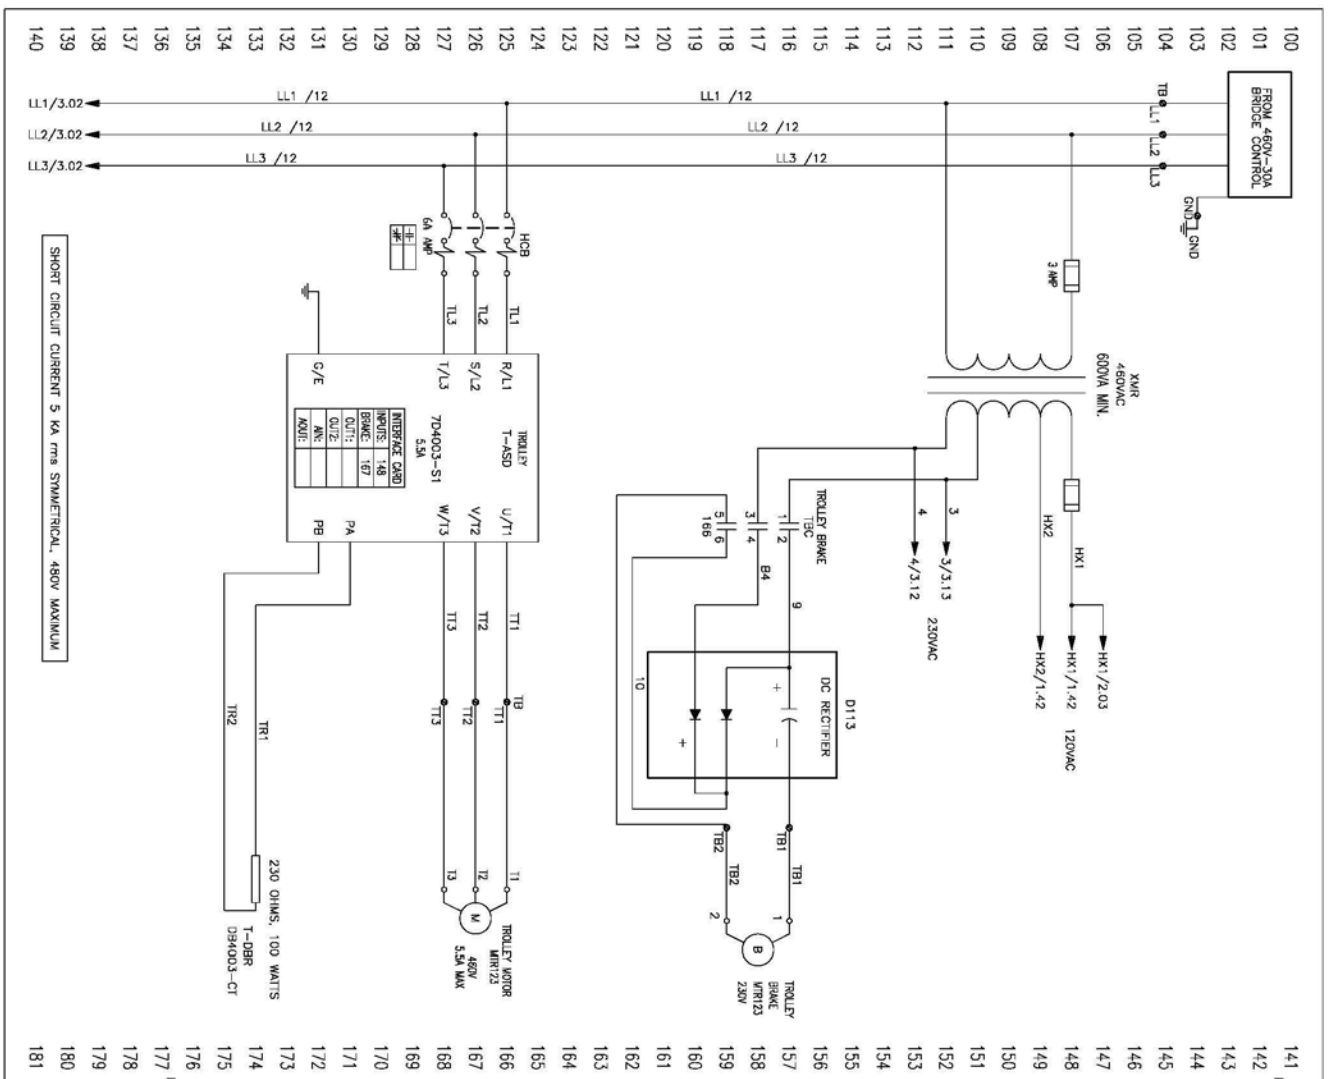 100
101
102
103
104
105
106
107
108
109
110
111
112
113
114
115
116
117
118
119
120
121
122
123
124
125
126
127
128
129
130
131
132
133
134
135
136
137
138
139
140
FROM 460V-30A
BRIDGE CONTROL
GND
GND
TB
LL1
LL2
LL3
LL1 /12
LL2 /12
LL3 /12
LL1 /12
LL2 /12
LL3 /12
LL1/3.02
LL2/3.02
LL3/3.02
3 AMP
XMR
460VAC
600VA MIN.
HX1
HX2
HX1/2.03
HX1/1.42
HX2/1.42
120VAC
3
4
3/3.13
4/3.12
230VAC
TROLLEY BRAKE
TBC
1
2
3
4
5
6
166
9
B4
10
D113
DC RECTIFIER
+
−
+
TB1
TB2
TB1
TB2
1
2
B
TROLLEY
BRAKE
MTR123
230V
HCB
6A AMP
TL1
TL2
TL3
R/L1
S/L2
T/L3
G/E
TROLLEY
T-ASD
7D4003-S1
5.5A
INTERFACE CARD
INPUTS: 148
BRAKE: 167
OUT1:
OUT2:
AIN:
AOUT:
U/T1
V/T2
W/T3
PA
PB
TT1
TT2
TT3
TB
TT1
TT2
TT3
T1
T2
T3
M
TROLLEY MOTOR
MTR123
460V
5.5A MAX
TR1
TR2
230 OHMS, 100 WATTS
T-DBR
DB4003-CT
SHORT CIRCUIT CURRENT 5 KA rms SYMMETRICAL, 480V MAXIMUM
141
142
143
144
145
146
147
148
149
150
151
152
153
154
155
156
157
158
159
160
161
162
163
164
165
166
167
168
169
170
171
172
173
174
175
176
177
178
179
180
181